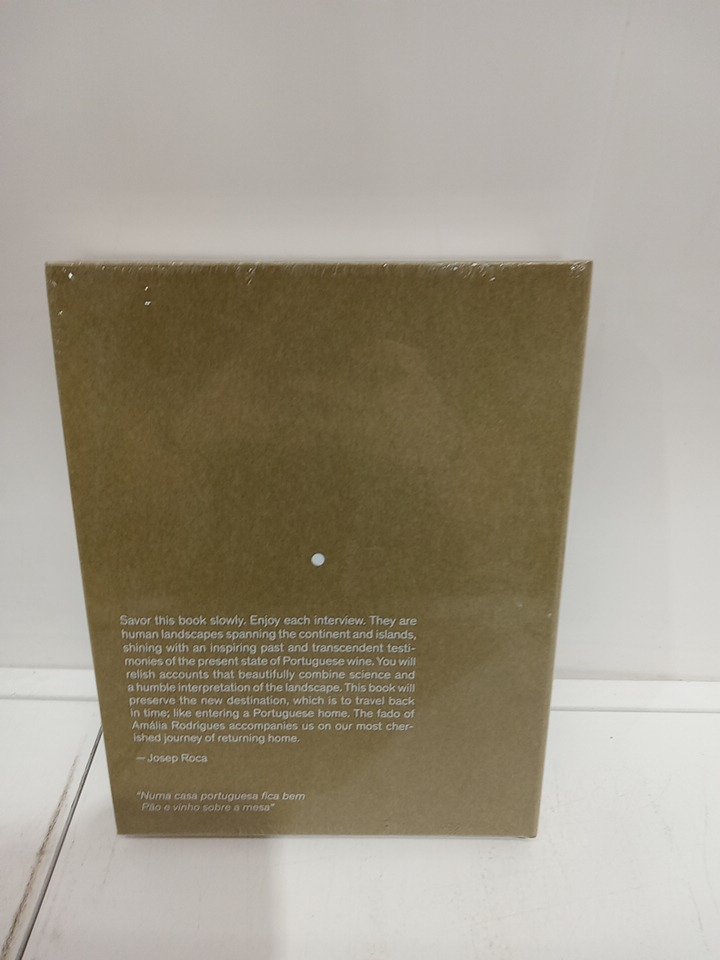 Savor this book slowly. Enjoy each interview. They are
human landscapes spanning the continent and islands,
shining with an inspiring past and transcendent testi-
monies of the present state of Portuguese wine. You will
relish accounts that beautifully combine science and
a humble interpretation of the landscape. This book will
preserve the new destination, which is to travel back
in time; like entering a Portuguese home. The fado of
Amália Rodrigues accompanies us on our most cher-
ished journey of returning home.
— Josep Roca
"Numa casa portuguesa fica bem
Pão e vinho sobre a mesa"